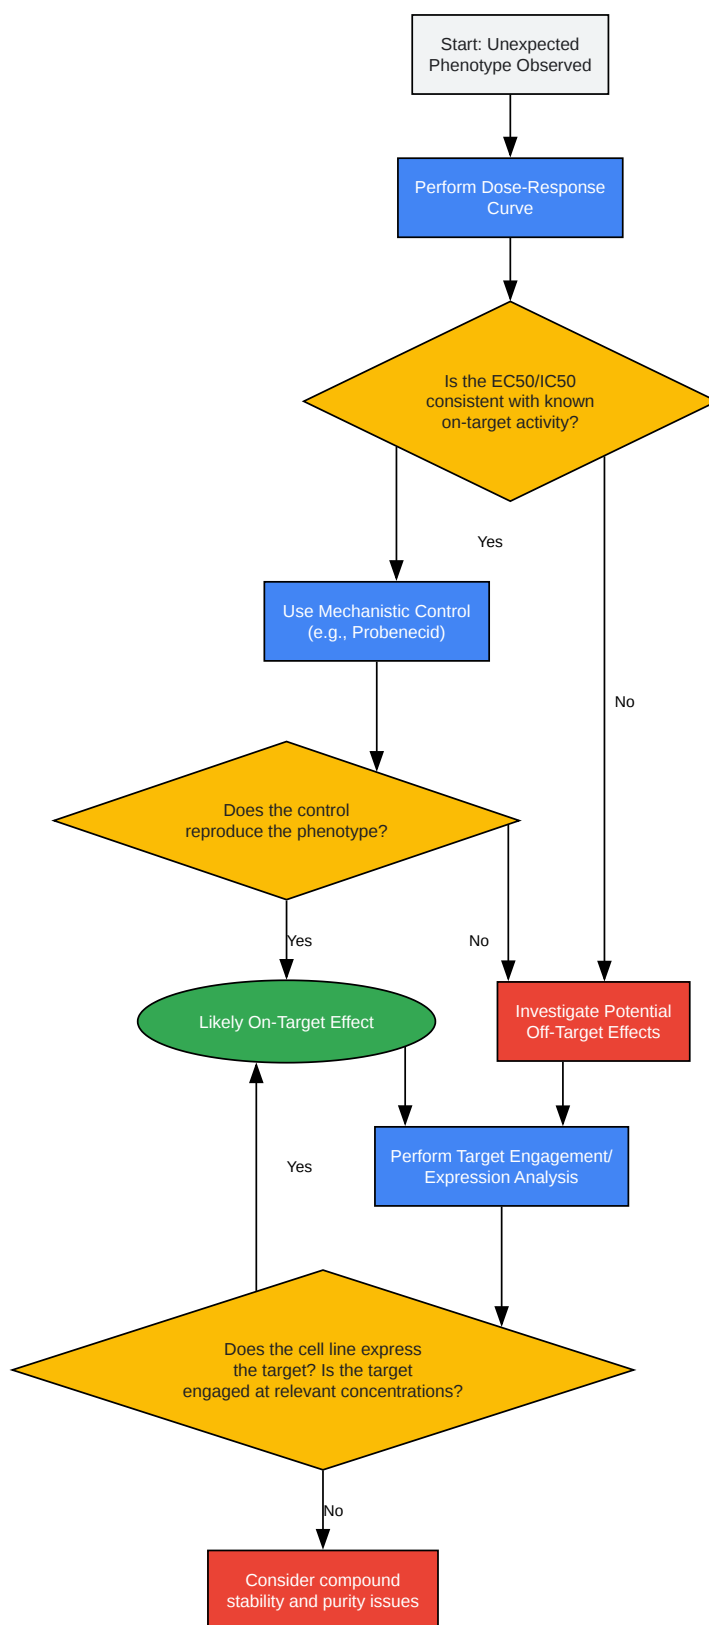 Start: Unexpected
Phenotype Observed
Perform Dose-Response
Curve
Is the EC50/IC50
consistent with known
on-target activity?
Yes
Use Mechanistic Control
(e.g., Probenecid)
No
Does the control
reproduce the phenotype?
Yes
No
Likely On-Target Effect
Investigate Potential
Off-Target Effects
Perform Target Engagement/
Expression Analysis
Yes
Does the cell line express
the target? Is the target
engaged at relevant concentrations?
No
Consider compound
stability and purity issues